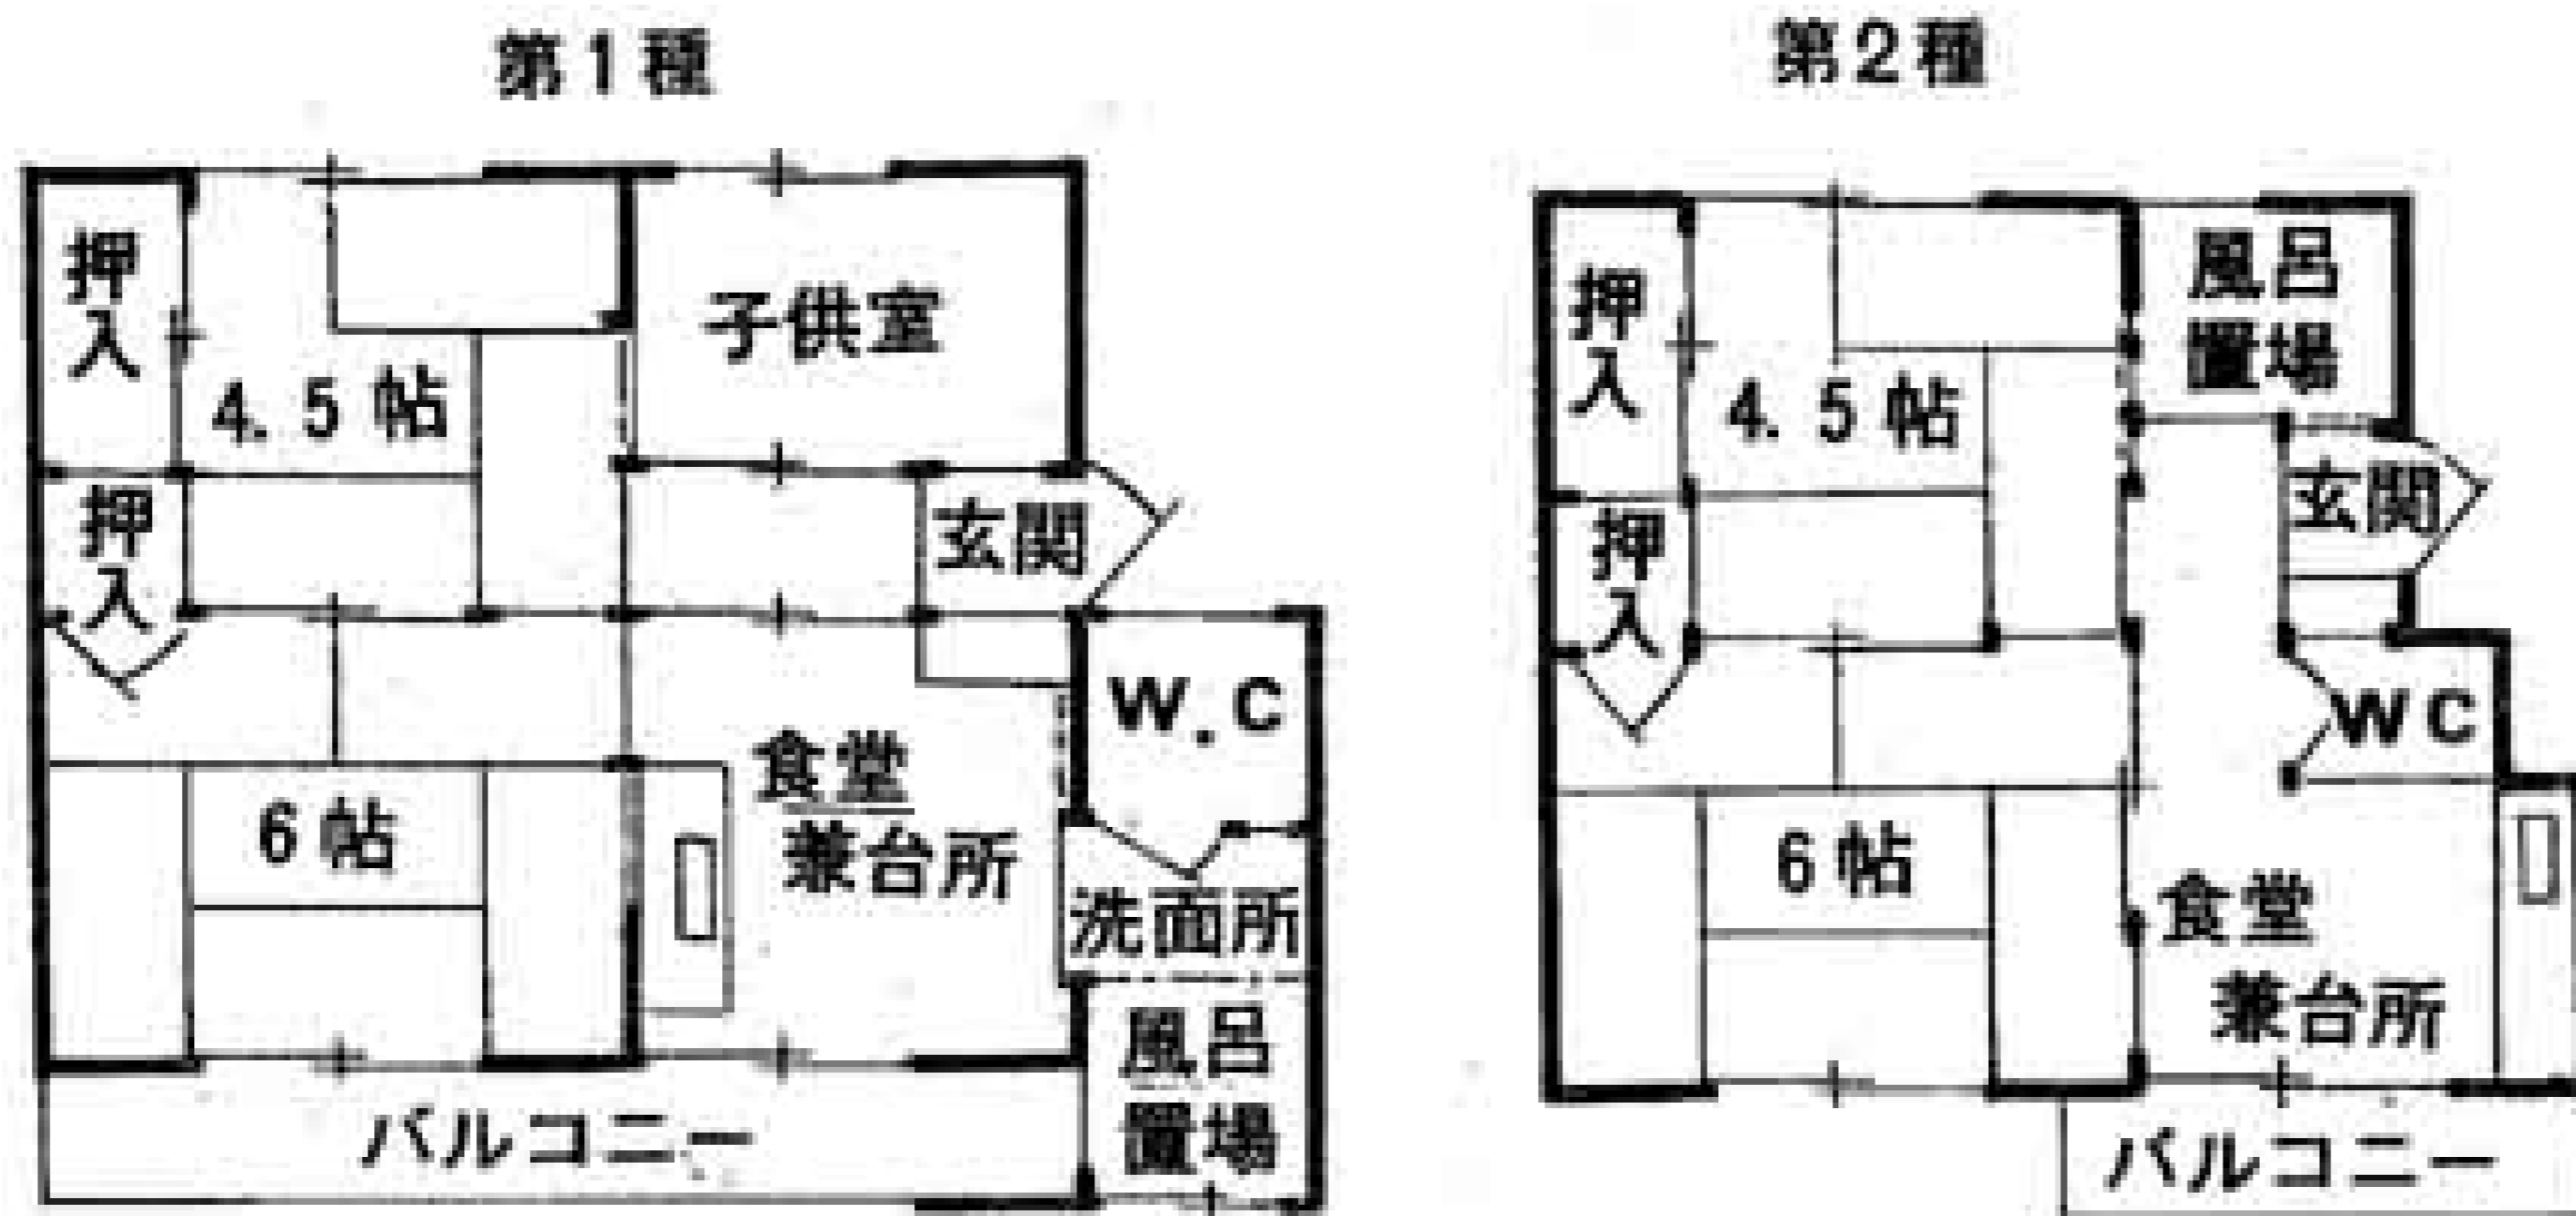 第1種
押入
4.5帖
子供室
押入
玄関
W.C
食堂
兼台所
6帖
洗面所
風呂
置場
バルコニー
第2種
押入
4.5帖
風呂
置場
押入
玄関
WC
6帖
食堂
兼台所
バルコニー